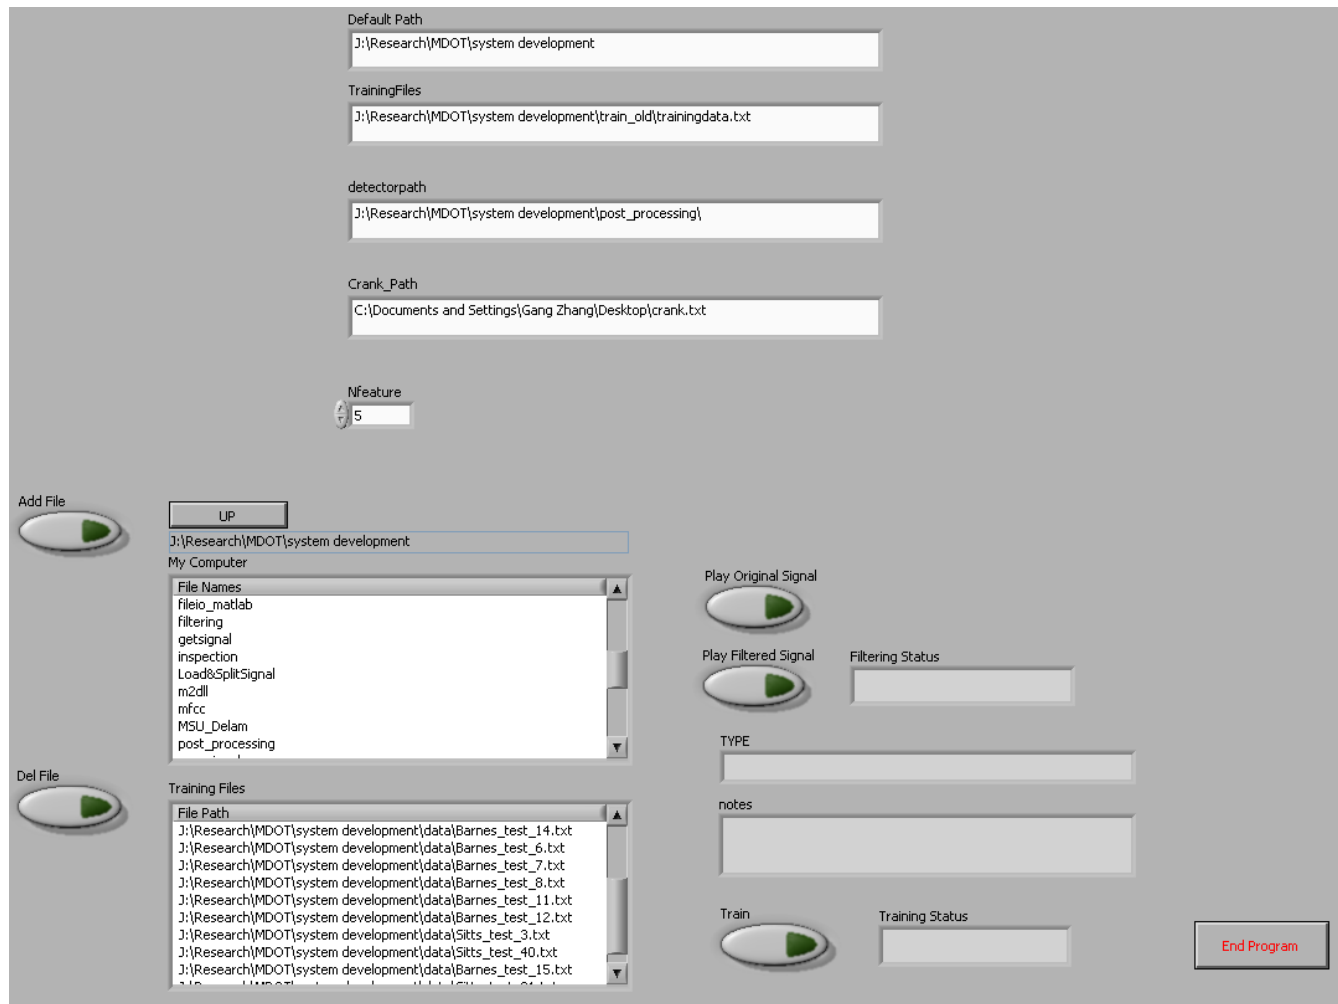 Default Path
J:\Research\MDOT\system development
TrainingFiles
J:\Research\MDOT\system development\train_old\trainingdata.txt
detectorpath
J:\Research\MDOT\system development\post_processing\
Crank_Path
C:\Documents and Settings\Gang Zhang\Desktop\crank.txt
Nfeature
5
Add File
UP
J:\Research\MDOT\system development
My Computer
File Names
fileio_matlab
filtering
getsignal
inspection
Load&SplitSignal
m2dll
mfcc
MSU_Delam
post_processing
Del File
Training Files
File Path
J:\Research\MDOT\system development\data\Barnes_test_14.txt
J:\Research\MDOT\system development\data\Barnes_test_6.txt
J:\Research\MDOT\system development\data\Barnes_test_7.txt
J:\Research\MDOT\system development\data\Barnes_test_8.txt
J:\Research\MDOT\system development\data\Barnes_test_11.txt
J:\Research\MDOT\system development\data\Barnes_test_12.txt
J:\Research\MDOT\system development\data\Sitts_test_3.txt
J:\Research\MDOT\system development\data\Sitts_test_40.txt
J:\Research\MDOT\system development\data\Barnes_test_15.txt
Play Original Signal
Play Filtered Signal
Filtering Status
TYPE
notes
Train
Training Status
End Program